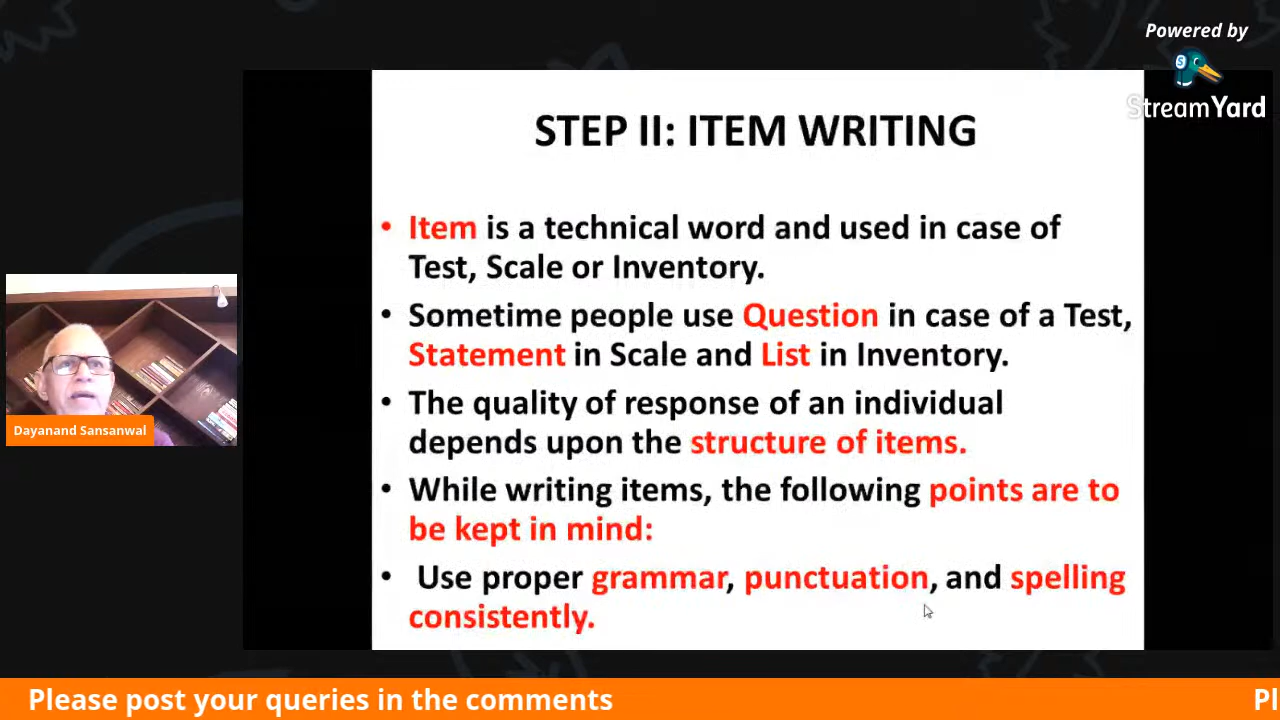 Powered by
StreamYard
STEP II: ITEM WRITING
• Item is a technical word and used in case of
Test, Scale or Inventory.
• Sometime people use Question in case of a Test,
Statement in Scale and List in Inventory.
• The quality of response of an individual
depends upon the structure of items.
• While writing items, the following points are to
be kept in mind:
• Use proper grammar, punctuation, and spelling
consistently.
Dayanand Sansanwal
Please post your queries in the comments
Pl